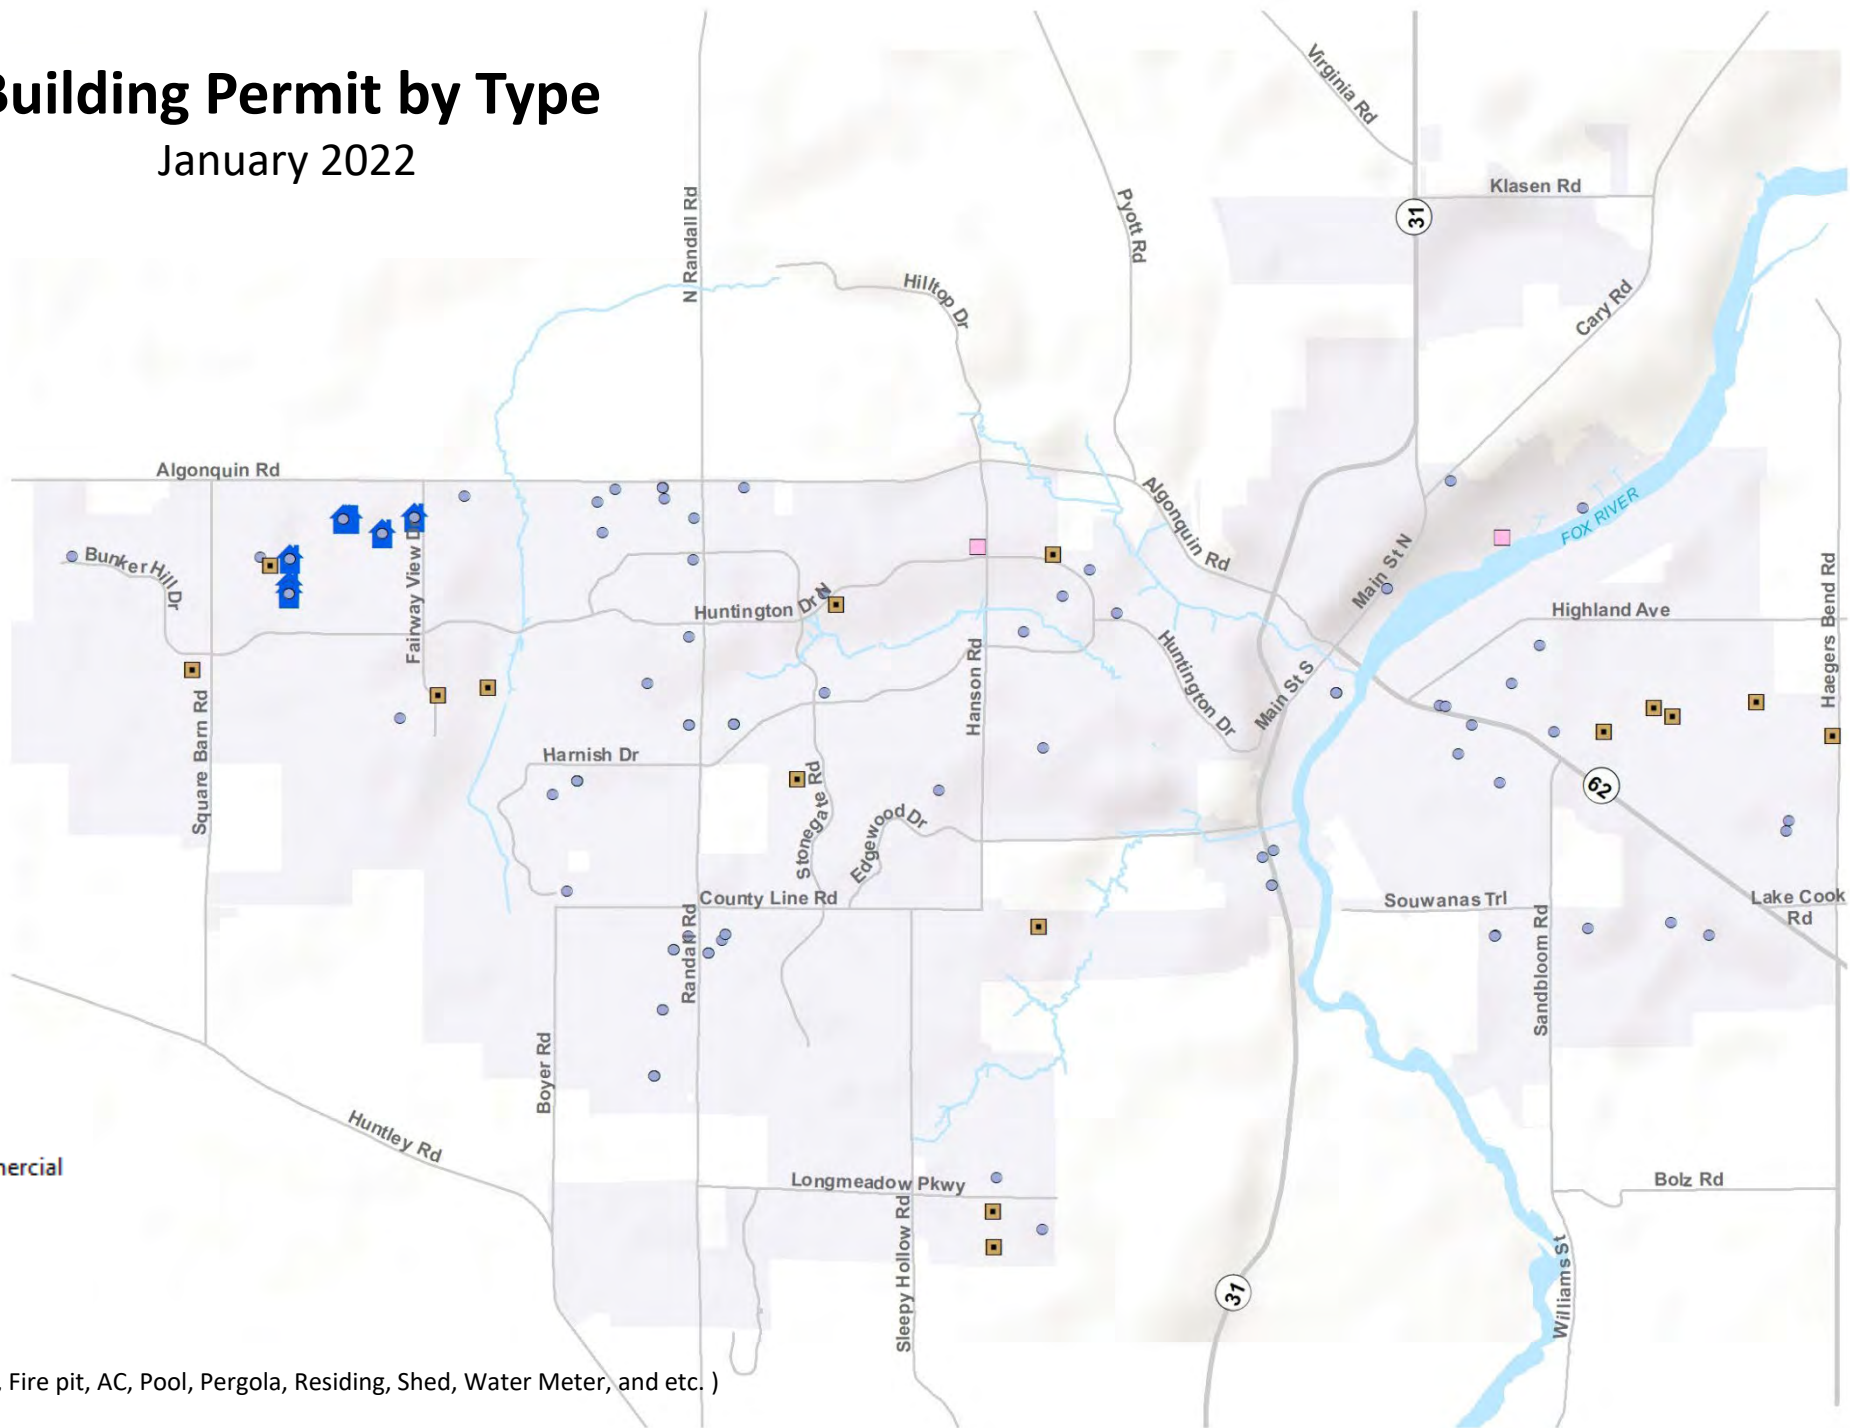 Building Permit by Type
January 2022
Virginia Rd
Klasen Rd
31
N Randall Rd
Pyott Rd
Hilltop Dr
Cary Rd
Algonquin Rd
Algonquin Rd
FOX RIVER
Bunker Hill Dr
Fairway View Dr
Huntington Dr N
Main St N
Highland Ave
Haegers Bend Rd
Square Barn Rd
Hanson Rd
Huntington Dr
Main St S
Harnish Dr
Stonegate Rd
Edgewood Dr
62
County Line Rd
Souwanas Trl
Lake Cook
Rd
Randall Rd
Sandbloom Rd
Boyer Rd
Huntley Rd
mercial
Longmeadow Pkwy
Bolz Rd
Sleepy Hollow Rd
Williams St
31
Fire pit, AC, Pool, Pergola, Residing, Shed, Water Meter, and etc. )